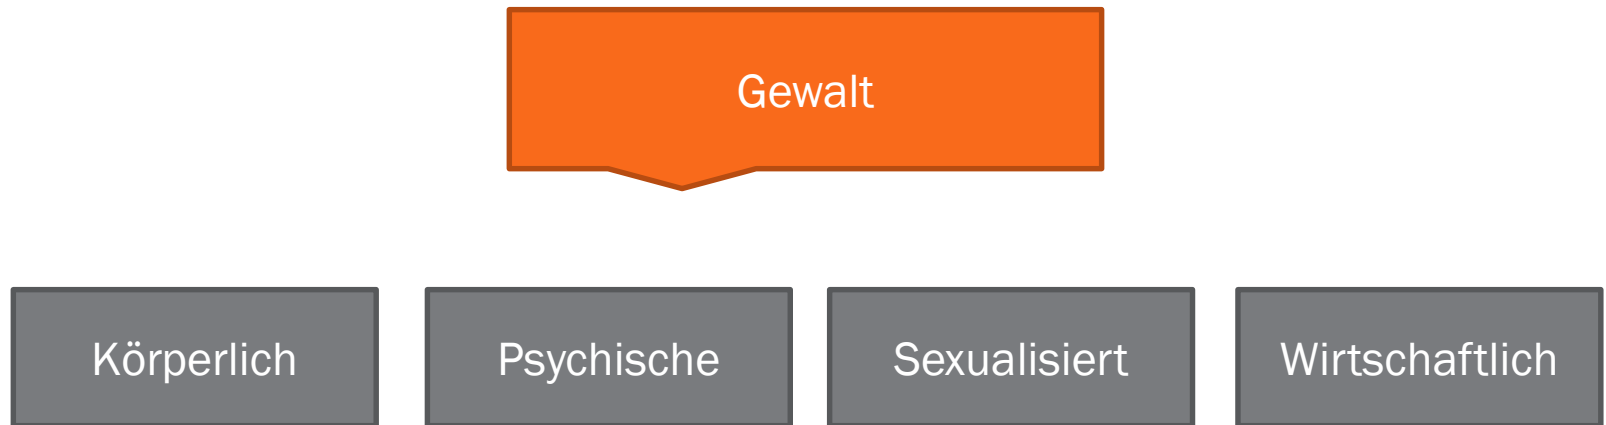 Gewalt
Körperlich
Psychische
Sexualisiert
Wirtschaftlich